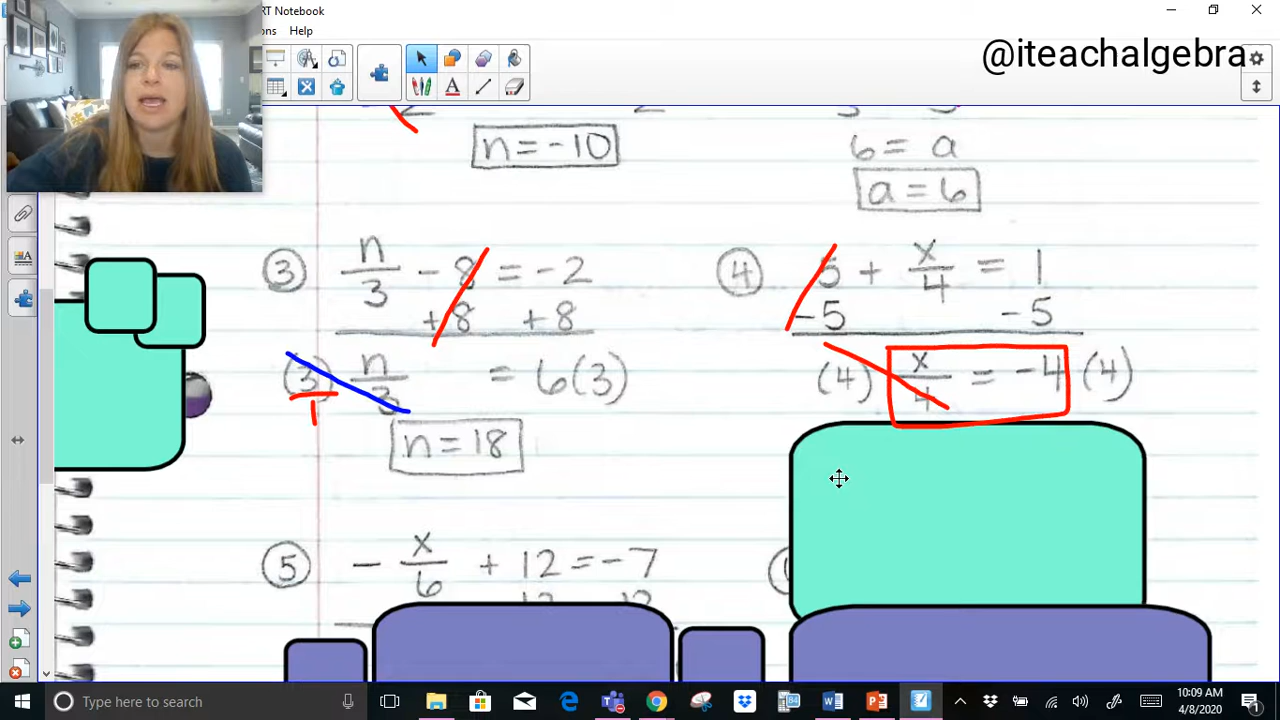 RT Notebook
ons Help
@iteachalgebra
n = -10
6 = a
a = 6
③ n/3 - 8 = -2
+8 +8
(3) n/3 = 6(3)
n = 18
④ 5 + x/4 = 1
-5 -5
(4) x/4 = -4 (4)
⑤ - x/6 + 12 = -7
Type here to search
1:09 AM
4/8/2020